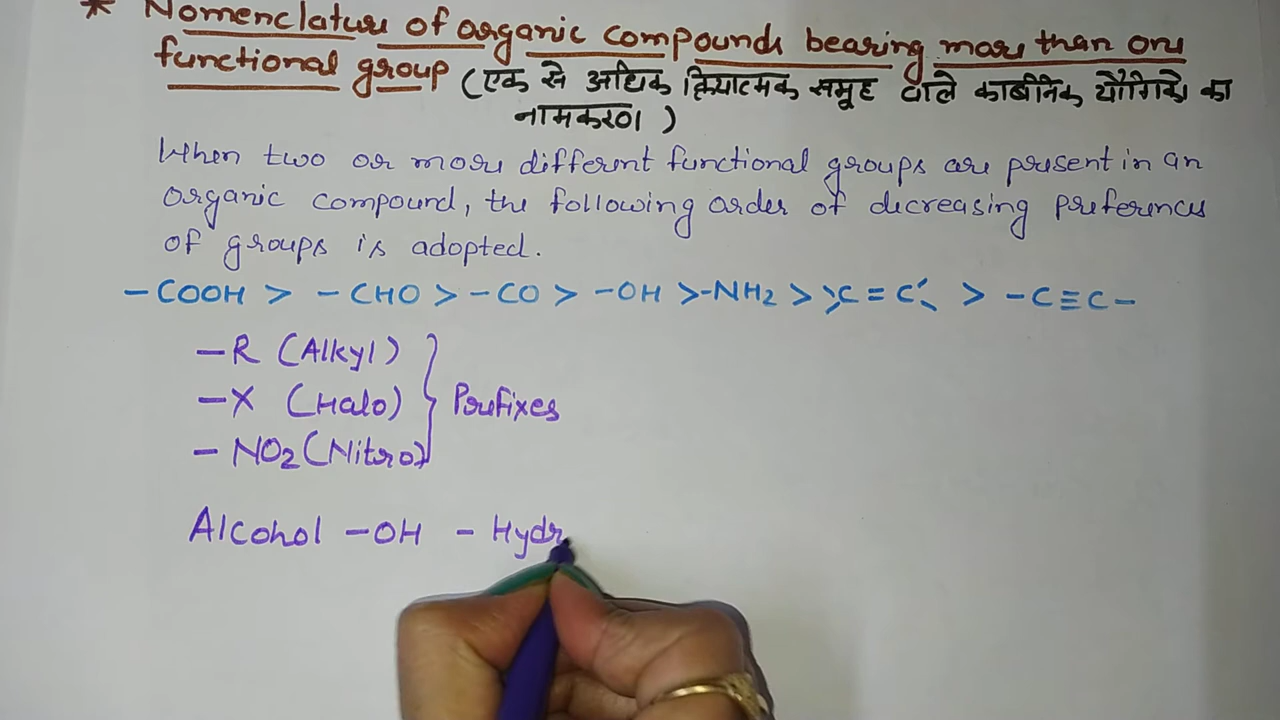 * Nomenclature of organic compounds bearing more than one
functional group (एक से अधिक क्रियात्मक समूह वाले कार्बनिक यौगिकों का
नामकरण)
When two or more different functional groups are present in an
organic compound, the following order of decreasing preference
of groups is adopted.
-COOH > -CHO > -CO > -OH > -NH2 > >C=C< > -C≡C-
-R (Alkyl)
-X (Halo) } Prefixes
-NO2 (Nitro)
Alcohol -OH - Hydr